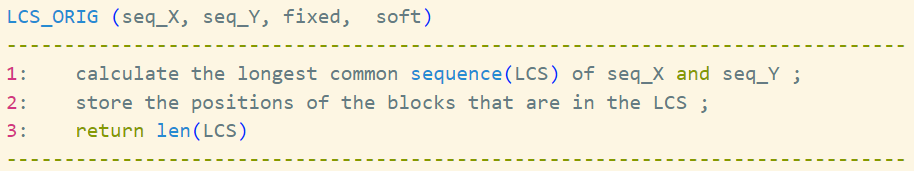 LCS_ORIG (seq_X, seq_Y, fixed,  soft)
---------------------------------------------------------------------------
1:    calculate the longest common sequence(LCS) of seq_X and seq_Y ;
2:    store the positions of the blocks that are in the LCS ;
3:    return len(LCS)
---------------------------------------------------------------------------